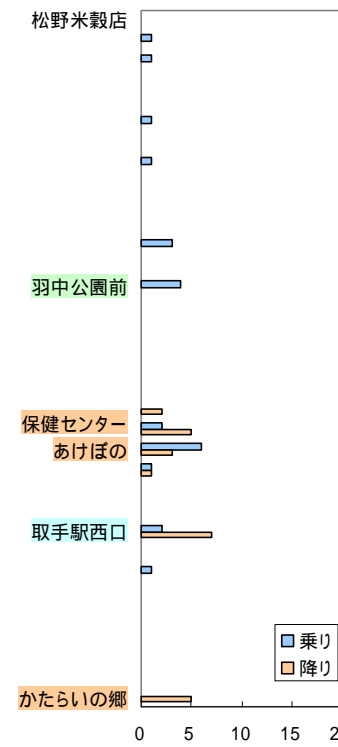 松野米穀店
羽中公園前
保健センター
あけぼの
取手駅西口
乗り
降り
かたらいの郷
0 5 10 15